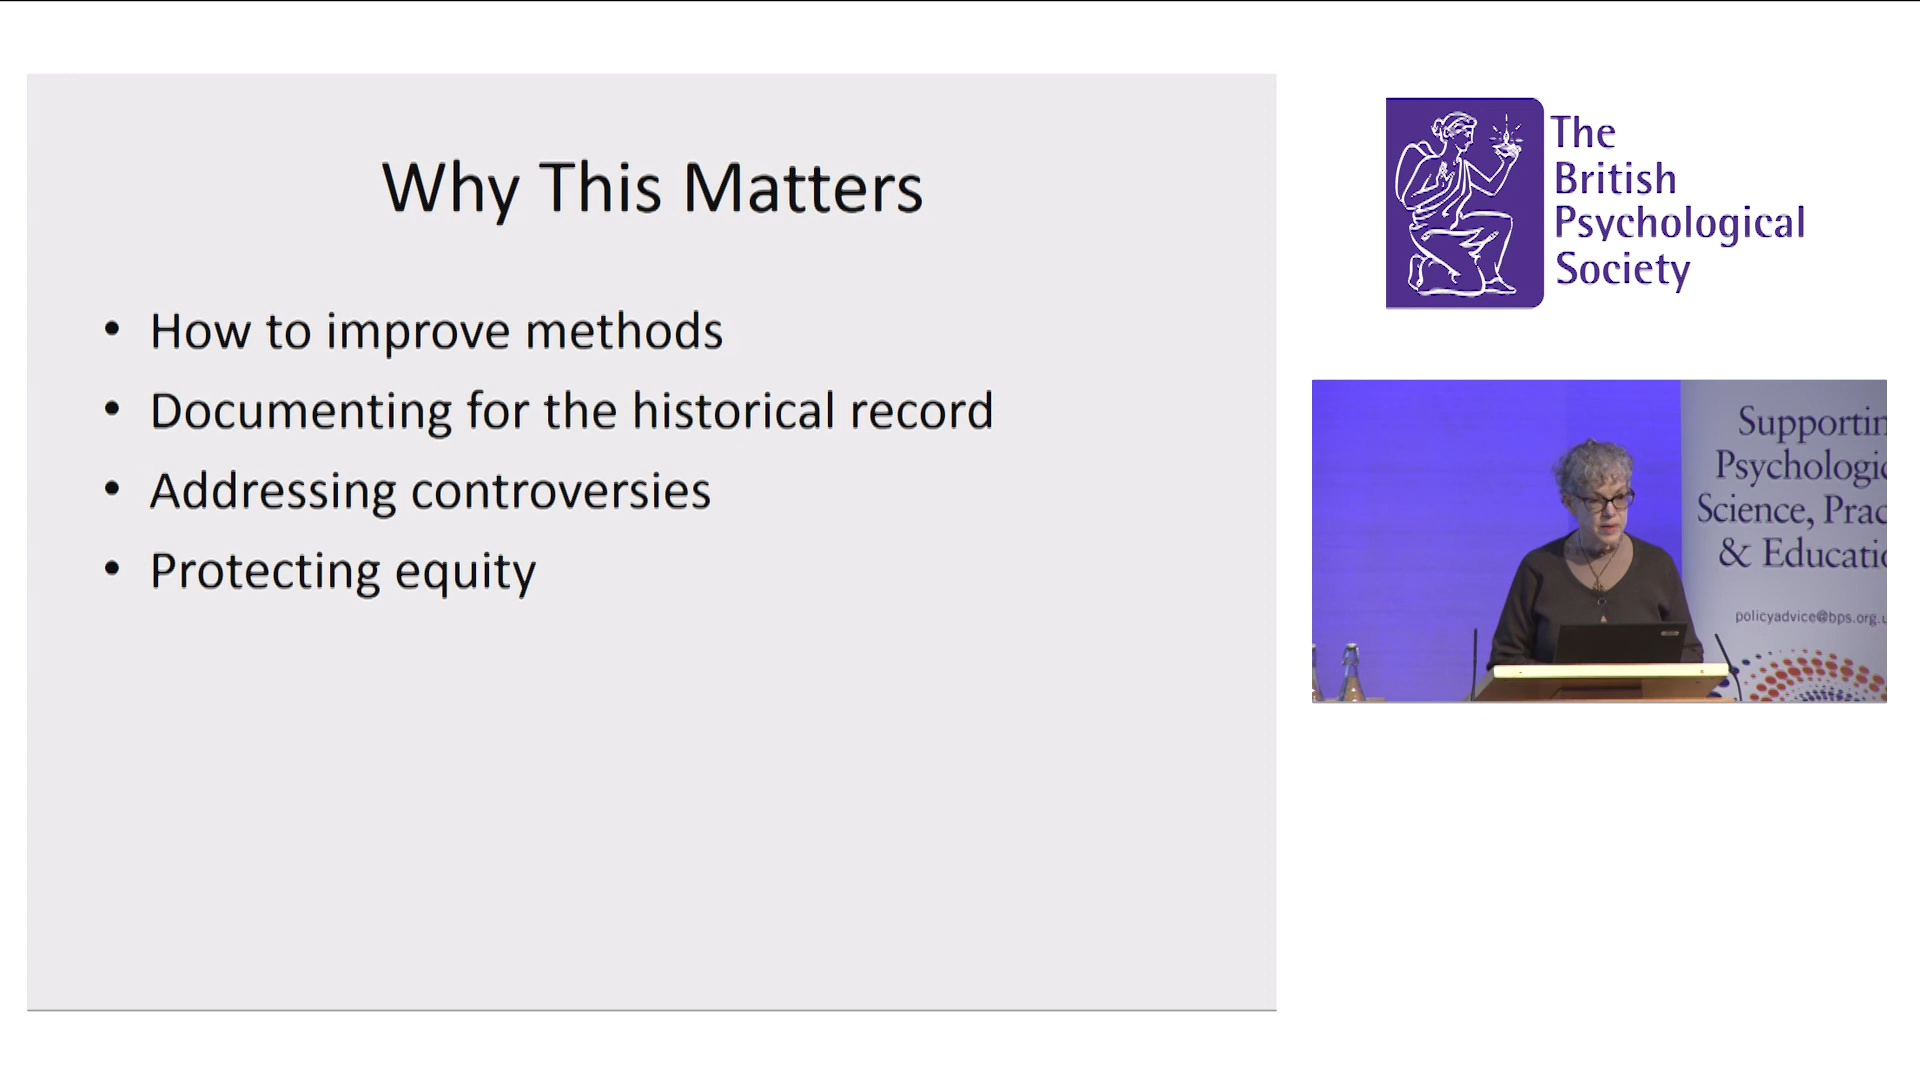 Why This Matters
• How to improve methods
• Documenting for the historical record
• Addressing controversies
• Protecting equity
The
British
Psychological
Society
Supportin
Psychologic
Science, Prac
& Educatio
policyadvice@bps.org.u